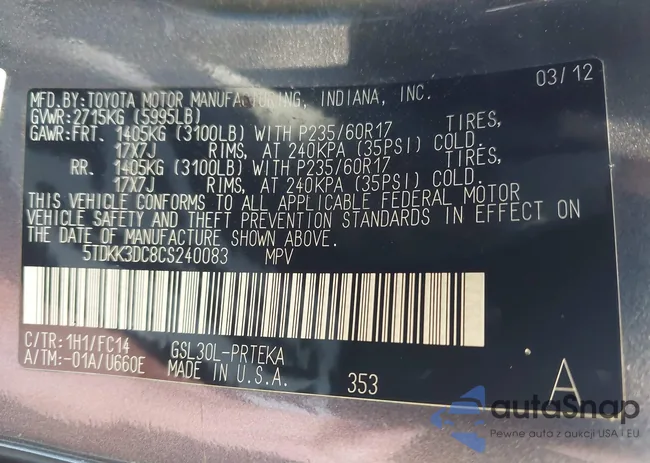 03/12
MFD.BY:TOYOTA MOTOR MANUFACTURING, INDIANA, INC.
GVWR:2715KG (5995LB)
GAWR:FRT. 1405KG (3100LB) WITH P235/60R17 TIRES,
17X7J RIMS, AT 240KPA (35PSI) COLD.
RR. 1405KG (3100LB) WITH P235/60R17 TIRES,
17X7J RIMS, AT 240KPA (35PSI) COLD.
THIS VEHICLE CONFORMS TO ALL APPLICABLE FEDERAL MOTOR
VEHICLE SAFETY AND THEFT PREVENTION STANDARDS IN EFFECT ON
THE DATE OF MANUFACTURE SHOWN ABOVE.
5TDKK3DC8CS240083 MPV
C/TR:1H1/FC14 GSL30L-PRTEKA
A/TM:-01A/U660E MADE IN U.S.A. 353 A
autoSnap
Pewne auta z aukcji USA i EU